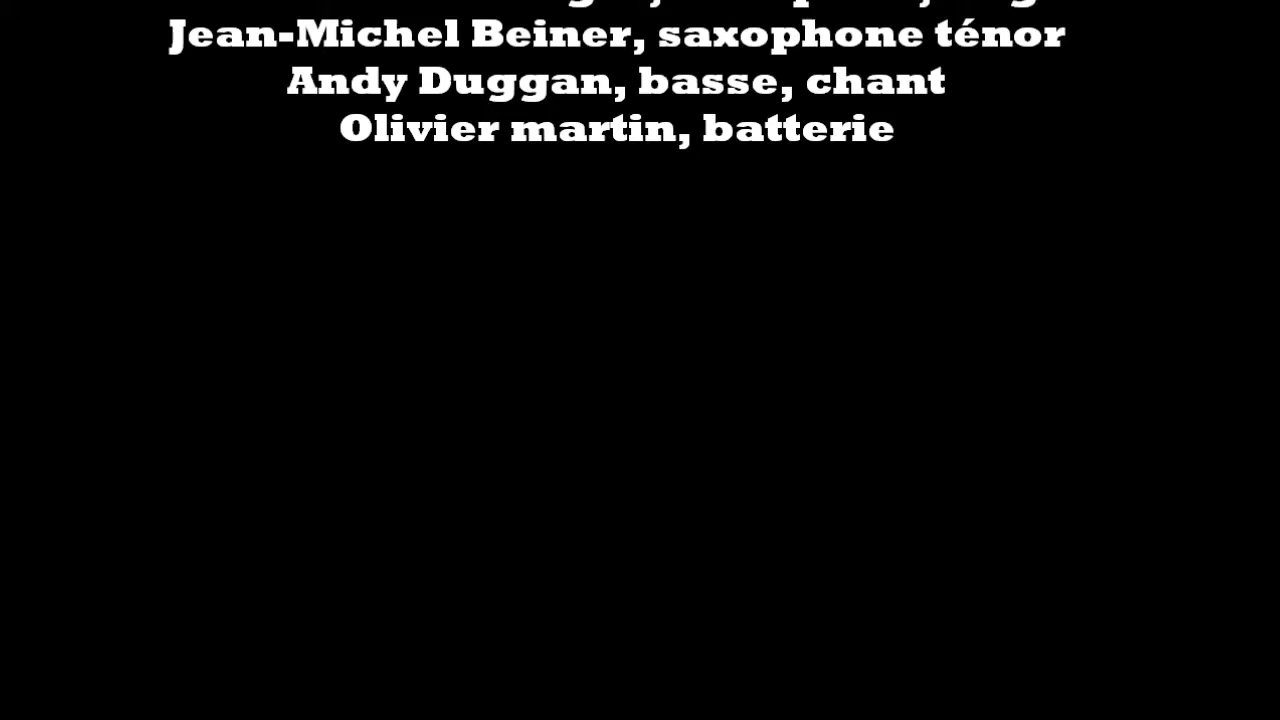 Jean-Michel Beiner, saxophone ténor
Andy Duggan, basse, chant
Olivier martin, batterie